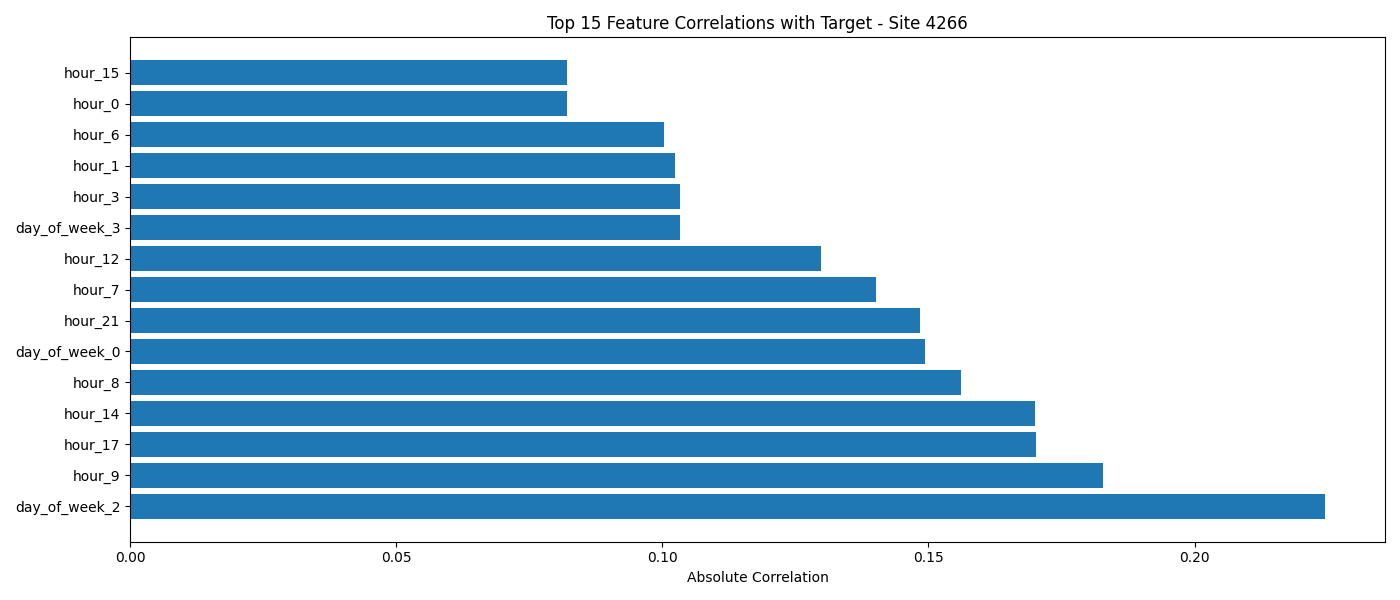 Top 15 Feature Correlations with Target - Site 4266
hour_15
hour_0
hour_6
hour_1
hour_3
day_of_week_3
hour_12
hour_7
hour_21
day_of_week_0
hour_8
hour_14
hour_17
hour_9
day_of_week_2
0.00 0.05 0.10 0.15 0.20
Absolute Correlation